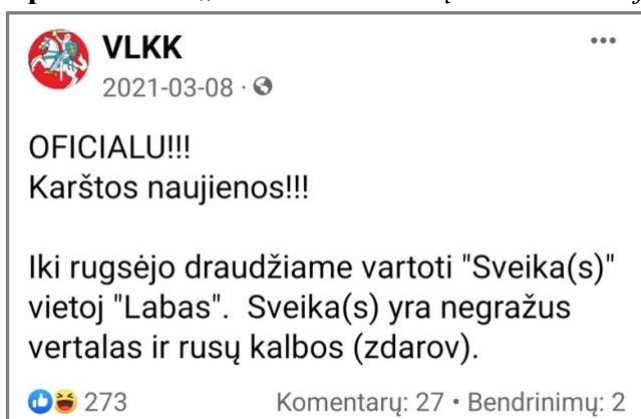 VLKK
2021-03-08
OFICIALU!!!
Karštos naujienos!!!
Iki rugsėjo draudžiame vartoti "Sveika(s)"
vietoj "Labas". Sveika(s) yra negražus
vertalas ir rusų kalbos (zdarov).
273 Komentarų: 27 • Bendrinimų: 2